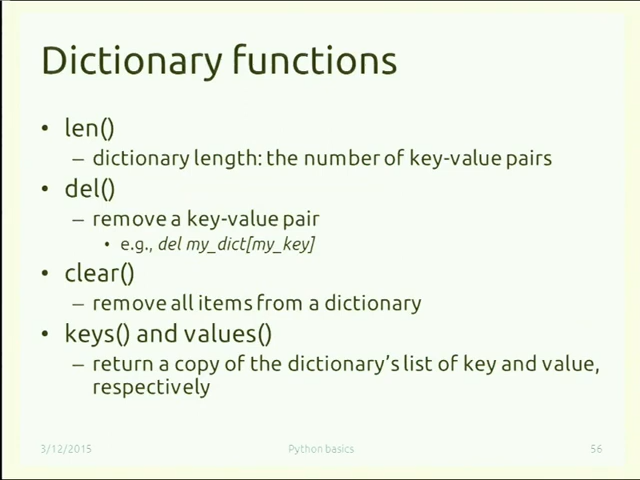 Dictionary functions
• len()
– dictionary length: the number of key-value pairs
• del()
– remove a key-value pair
• e.g., del my_dict[my_key]
• clear()
– remove all items from a dictionary
• keys() and values()
– return a copy of the dictionary's list of key and value,
respectively
3/12/2015 Python basics 56